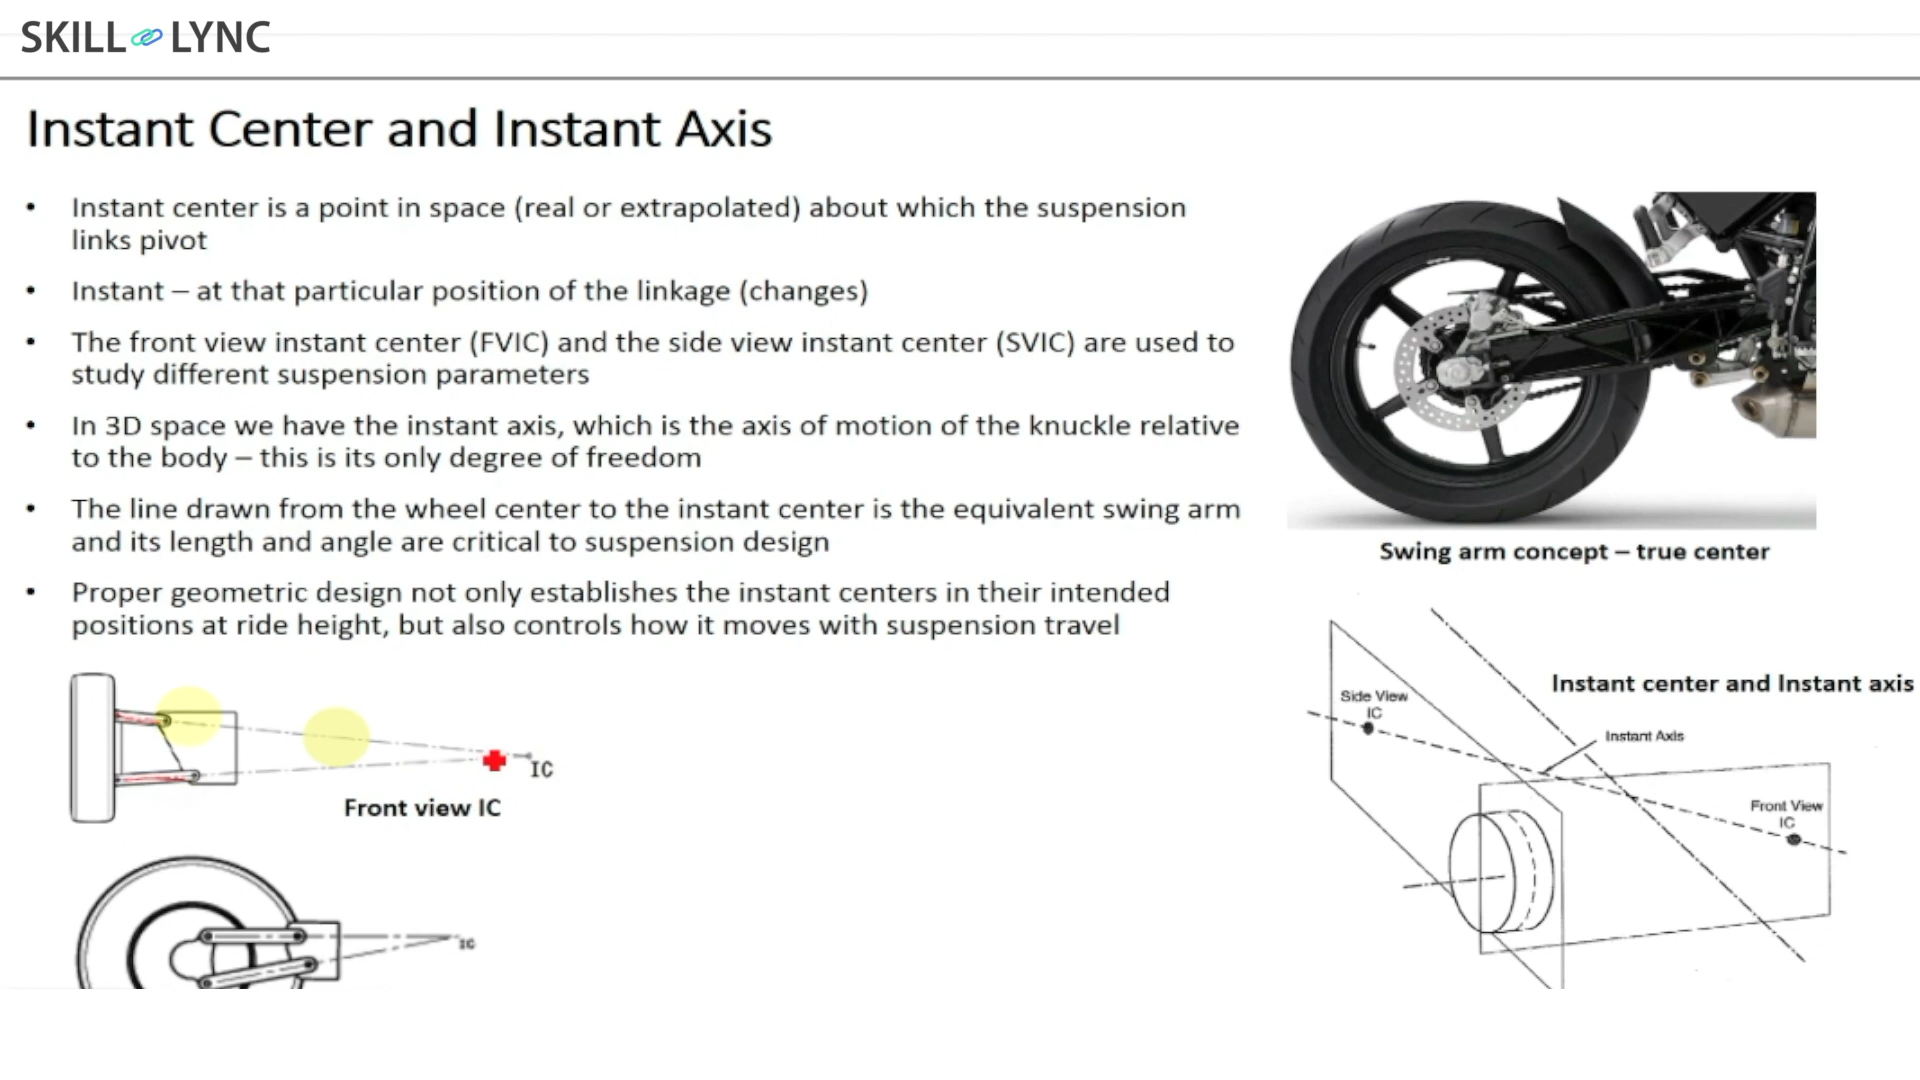 SKILL LYNC
Instant Center and Instant Axis
• Instant center is a point in space (real or extrapolated) about which the suspension
links pivot
• Instant – at that particular position of the linkage (changes)
• The front view instant center (FVIC) and the side view instant center (SVIC) are used to
study different suspension parameters
• In 3D space we have the instant axis, which is the axis of motion of the knuckle relative
to the body – this is its only degree of freedom
• The line drawn from the wheel center to the instant center is the equivalent swing arm
and its length and angle are critical to suspension design
• Proper geometric design not only establishes the instant centers in their intended
positions at ride height, but also controls how it moves with suspension travel
IC
Front view IC
IC
Swing arm concept – true center
Instant center and Instant axis
Side View
IC
Instant Axis
Front View
IC